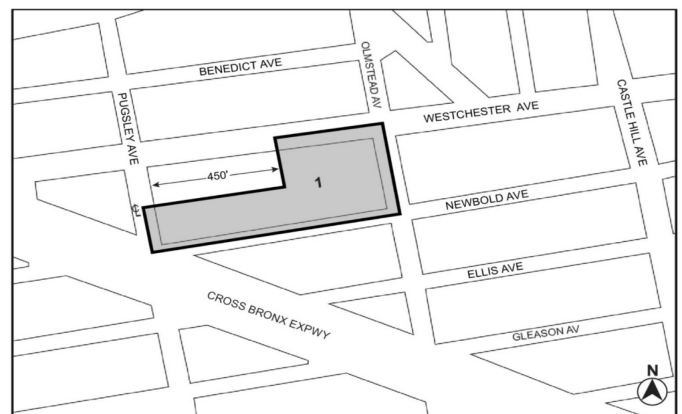 BENEDICT AVE
OLMSTEAD AV
PUGSLEY AVE
WESTCHESTER AVE
CASTLE HILL AVE
450'
1
NEWBOLD AVE
ELLIS AVE
CROSS BRONX EXPWY
GLEASON AV
N